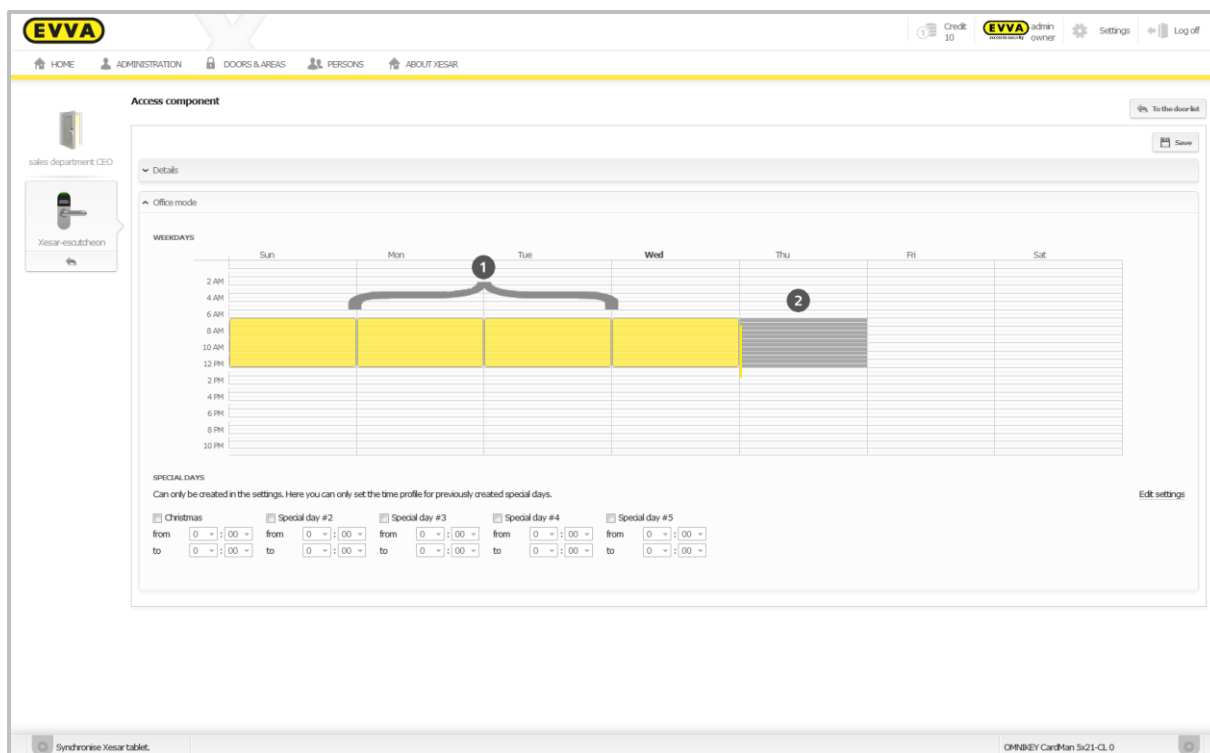 EVVA
1
Credit
10
EVVA
access to security
admin
owner
Settings
Log off
HOME
ADMINISTRATION
DOORS & AREAS
PERSONS
ABOUT XESAR
Access component
To the door list
sales department CEO
Save
Details
Office mode
Xesar-escutcheon
WEEKDAYS
Sun Mon Tue Wed Thu Fri Sat
1
2
2 AM
4 AM
6 AM
8 AM
10 AM
12 PM
2 PM
4 PM
6 PM
8 PM
10 PM
SPECIAL DAYS
Can only be created in the settings. Here you can only set the time profile for previously created special days.
Edit settings
Christmas Special day #2 Special day #3 Special day #4 Special day #5
from 0 : 00 from 0 : 00 from 0 : 00 from 0 : 00 from 0 : 00
to 0 : 00 to 0 : 00 to 0 : 00 to 0 : 00 to 0 : 00
Synchronise Xesar tablet.
OMNIKEY CardMan 5x21-CL 0